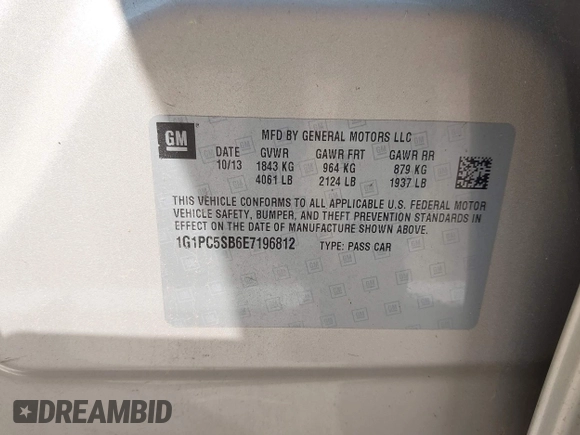 GM
MFD BY GENERAL MOTORS LLC
DATE GVWR GAWR FRT GAWR RR
10/13 1843 KG 964 KG 879 KG
4061 LB 2124 LB 1937 LB
THIS VEHICLE CONFORMS TO ALL APPLICABLE U.S. FEDERAL MOTOR
VEHICLE SAFETY, BUMPER, AND THEFT PREVENTION STANDARDS IN
EFFECT ON THE DATE OF MANUFACTURE SHOWN ABOVE.
1G1PC5SB6E7196812 TYPE: PASS CAR
DREAMBID